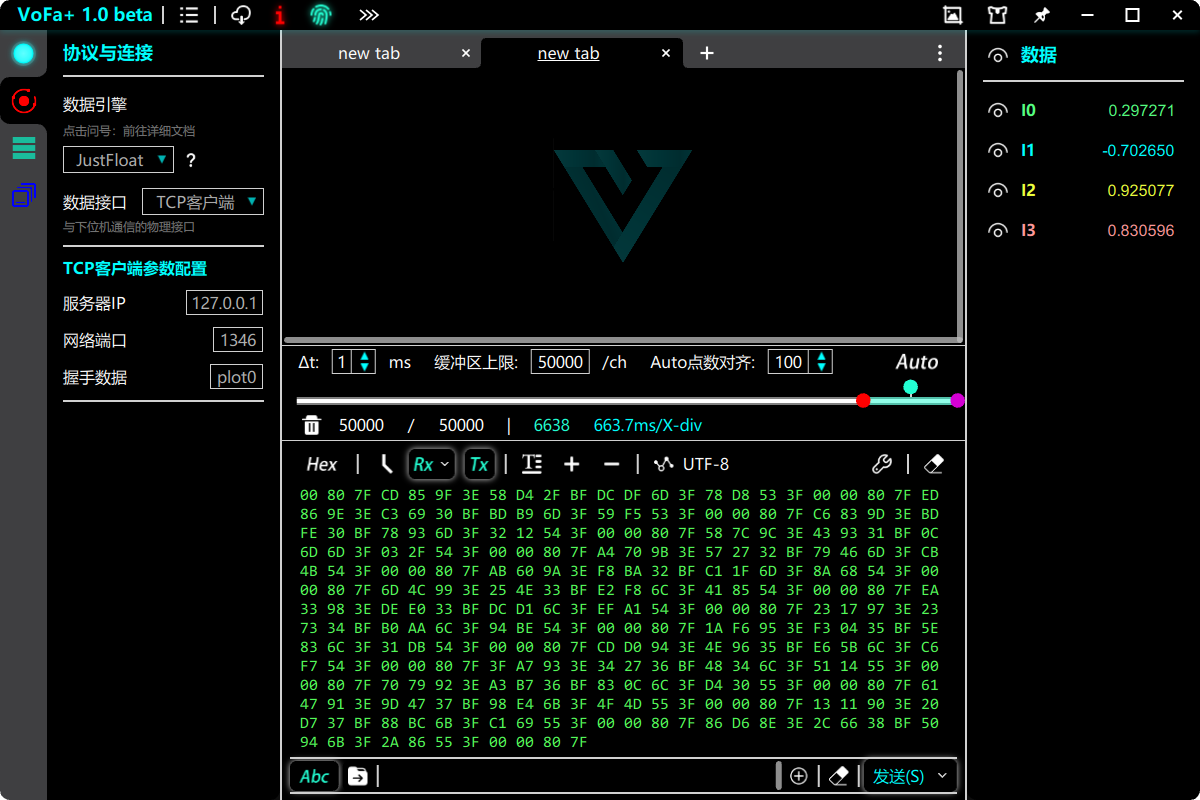 VoFa+ 1.0 beta
协议与连接
数据引擎
点击问号：前往详细文档
JustFloat ?
数据接口 TCP客户端
与下位机通信的物理接口
TCP客户端参数配置
服务器IP 127.0.0.1
网络端口 1346
握手数据 plot0
new tab × new tab × +
Δt: 1 ms 缓冲区上限: 50000 /ch Auto点数对齐: 100 Auto
50000 / 50000 | 6638 663.7ms/X-div
Hex | Rx Tx | T + − | UTF-8 |
00 80 7F CD 85 9F 3E 58 D4 2F BF DC DF 6D 3F 78 D8 53 3F 00 00 80 7F ED
86 9E 3E C3 69 30 BF BD B9 6D 3F 59 F5 53 3F 00 00 80 7F C6 83 9D 3E BD
FE 30 BF 78 93 6D 3F 32 12 54 3F 00 00 80 7F 58 7C 9C 3E 43 93 31 BF 0C
6D 6D 3F 03 2F 54 3F 00 00 80 7F A4 70 9B 3E 57 27 32 BF 79 46 6D 3F CB
4B 54 3F 00 00 80 7F AB 60 9A 3E F8 BA 32 BF C1 1F 6D 3F 8A 68 54 3F 00
00 80 7F 6D 4C 99 3E 25 4E 33 BF E2 F8 6C 3F 41 85 54 3F 00 00 80 7F EA
33 98 3E DE E0 33 BF DC D1 6C 3F EF A1 54 3F 00 00 80 7F 23 17 97 3E 23
73 34 BF B0 AA 6C 3F 94 BE 54 3F 00 00 80 7F 1A F6 95 3E F3 04 35 BF 5E
83 6C 3F 31 DB 54 3F 00 00 80 7F CD D0 94 3E 4E 96 35 BF E6 5B 6C 3F C6
F7 54 3F 00 00 80 7F 3F A7 93 3E 34 27 36 BF 48 34 6C 3F 51 14 55 3F 00
00 80 7F 70 79 92 3E A3 B7 36 BF 83 0C 6C 3F D4 30 55 3F 00 00 80 7F 61
47 91 3E 9D 47 37 BF 98 E4 6B 3F 4F 4D 55 3F 00 00 80 7F 13 11 90 3E 20
D7 37 BF 88 BC 6B 3F C1 69 55 3F 00 00 80 7F 86 D6 8E 3E 2C 66 38 BF 50
94 6B 3F 2A 86 55 3F 00 00 80 7F
Abc | 发送(S)
数据
I0 0.297271
I1 -0.702650
I2 0.925077
I3 0.830596